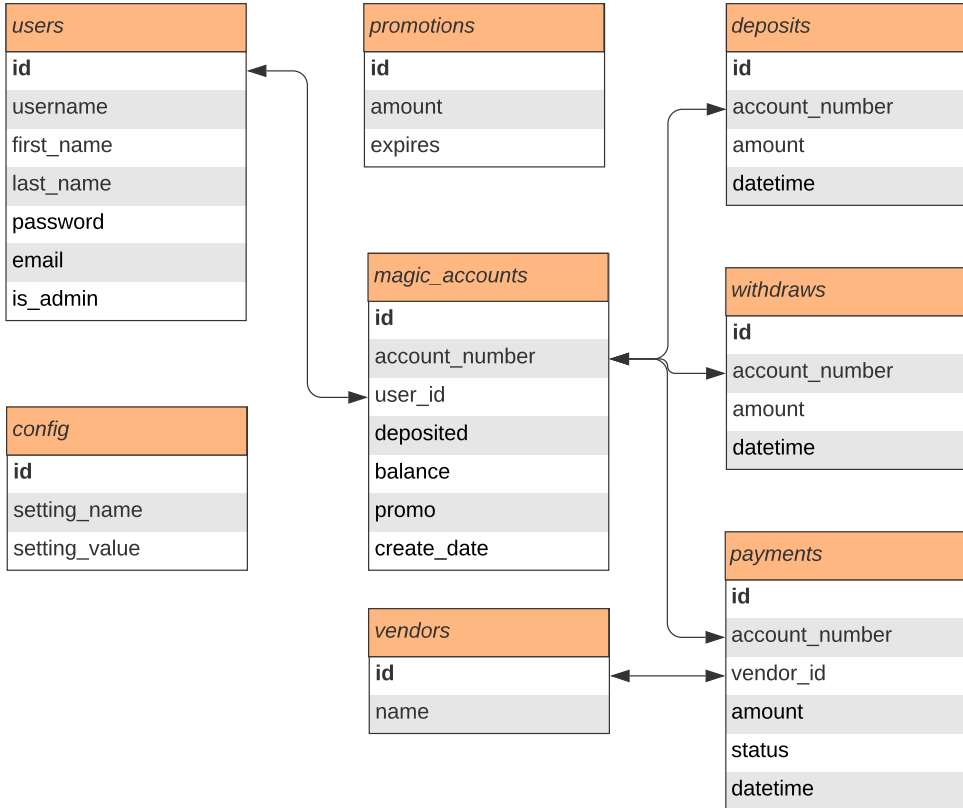 users
id
username
first_name
last_name
password
email
is_admin
promotions
id
amount
expires
deposits
id
account_number
amount
datetime
magic_accounts
id
account_number
user_id
deposited
balance
promo
create_date
withdraws
id
account_number
amount
datetime
config
id
setting_name
setting_value
vendors
id
name
payments
id
account_number
vendor_id
amount
status
datetime